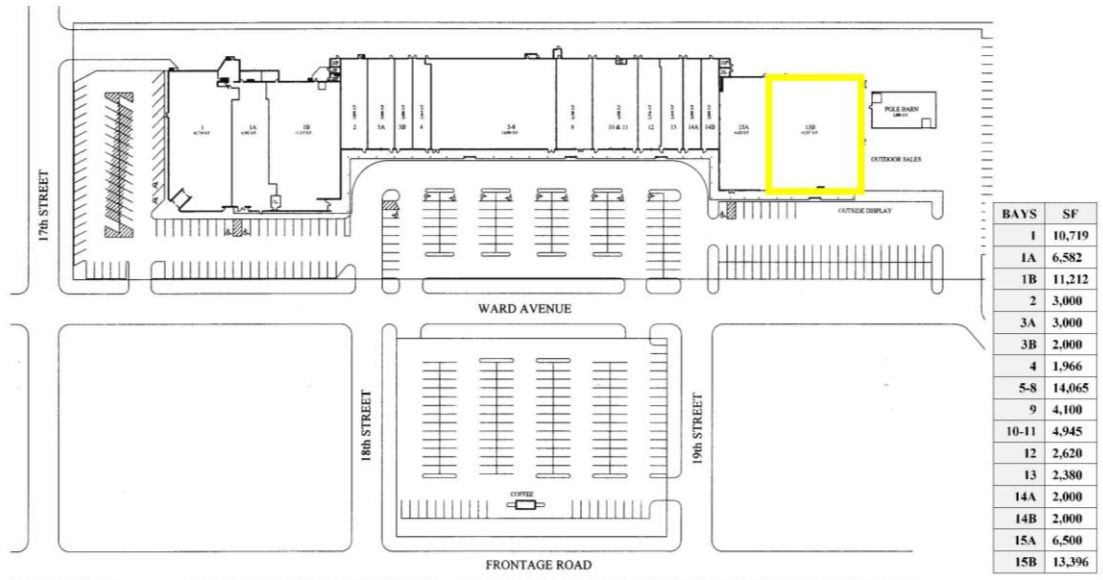 1
1A
1B
2
3A
3B
4
5-8
9
10 & 11
12
13
14A
14B
15A
15B
POLE BARN
OUTDOOR SALES
OUTSIDE DISPLAY
17th STREET
WARD AVENUE
18th STREET
19th STREET
COFFEE
FRONTAGE ROAD
BAYS SF
1 10,719
1A 6,582
1B 11,212
2 3,000
3A 3,000
3B 2,000
4 1,966
5-8 14,065
9 4,100
10-11 4,945
12 2,620
13 2,380
14A 2,000
14B 2,000
15A 6,500
15B 13,396